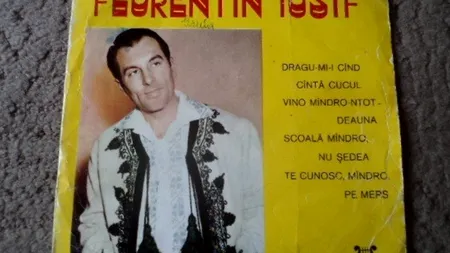 FLORENTIN IOSIF
DRAGU-MI-I CÎND
CÎNTĂ CUCUL
VINO MÎNDRO-NTOT-
DEAUNA
SCOALĂ MÎNDRO,
NU ȘEDEA
TE CUNOSC, MÎNDRO,
PE MERS